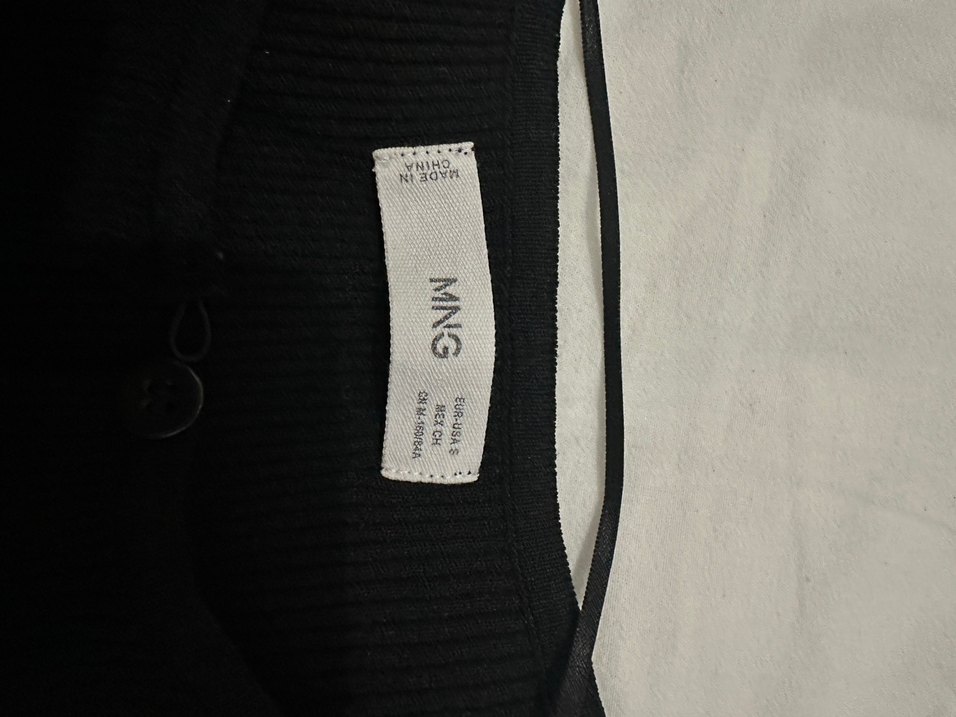 MADE IN
CHINA
MNG
EUR-USA S
MEX CH
CN M-160/84A